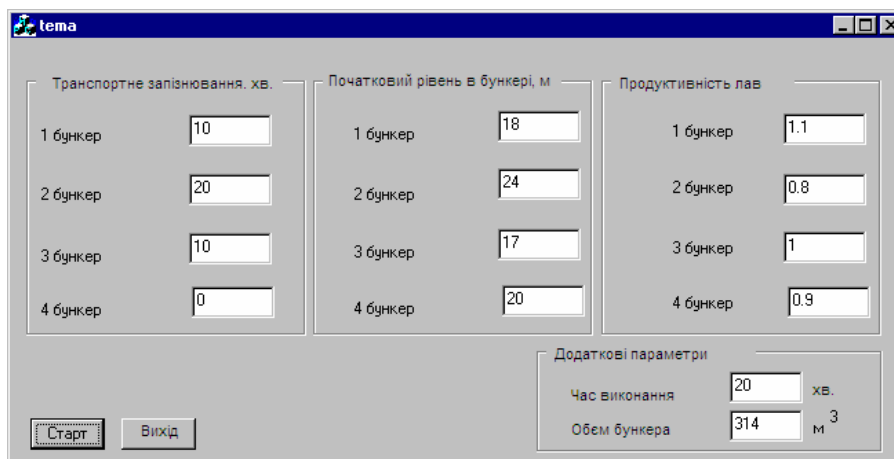 tema
Транспортне запізнювання. хв.
1 бункер 10
2 бункер 20
3 бункер 10
4 бункер 0
Початковий рівень в бункері, м
1 бункер 18
2 бункер 24
3 бункер 17
4 бункер 20
Продуктивність лав
1 бункер 1.1
2 бункер 0.8
3 бункер 1
4 бункер 0.9
Додаткові параметри
Час виконання 20 хв.
Обєм бункера 314 м 3
Старт Вихід